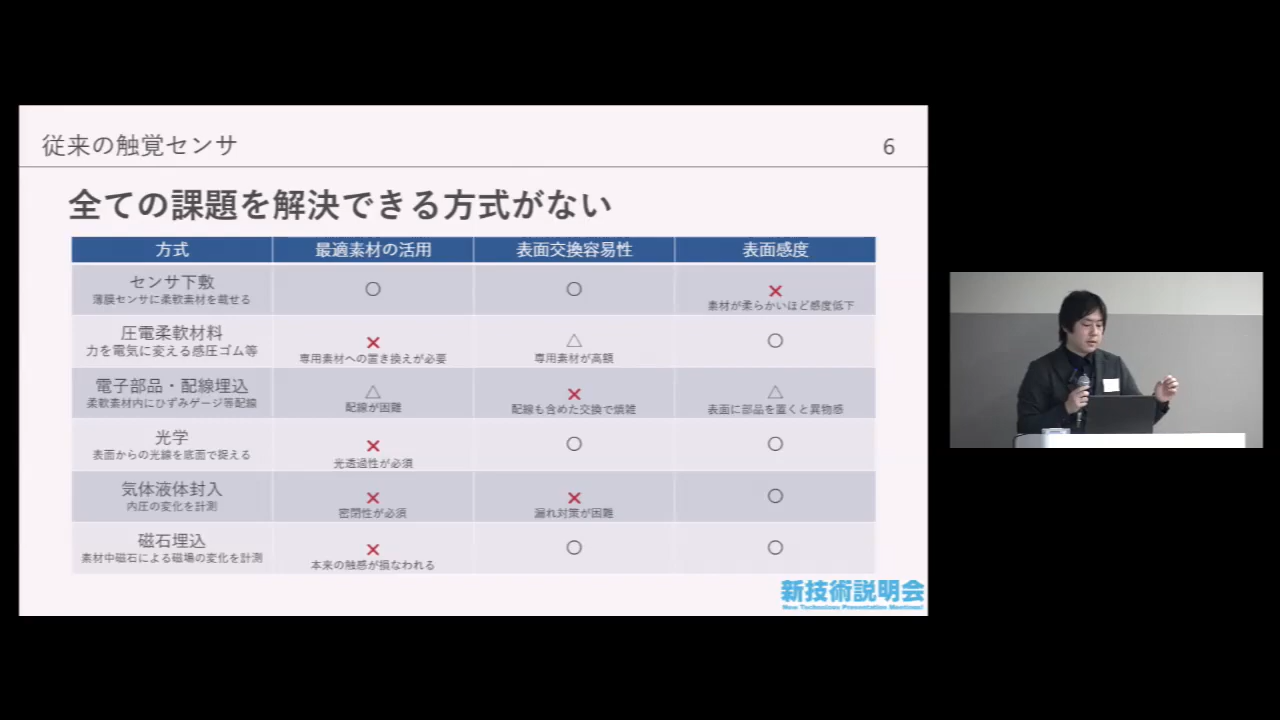 従来の触覚センサ
6
全ての課題を解決できる方式がない
方式 最適素材の活用 表面交換容易性 表面感度
センサ下敷 ○ ○ ×
薄膜センサに柔軟素材を載せる 素材が柔らかいほど感度低下
圧電柔軟材料 × △ ○
力を電気に変える感圧ゴム等 専用素材への置き換えが必要 専用素材が高額
電子部品・配線埋込 △ × △
柔軟素材内にひずみゲージ等配線 配線が困難 配線も含めた交換で煩雑 表面に部品を置くと異物感
光学 × ○ ○
表面からの光線を底面で捉える 光透過性が必須
気体液体封入 × × ○
内圧の変化を計測 密閉性が必須 漏れ対策が困難
磁石埋込 × ○ ○
素材中磁石による磁場の変化を計測 本来の触感が損なわれる
新技術説明会
New Technology Presentation Meetings!